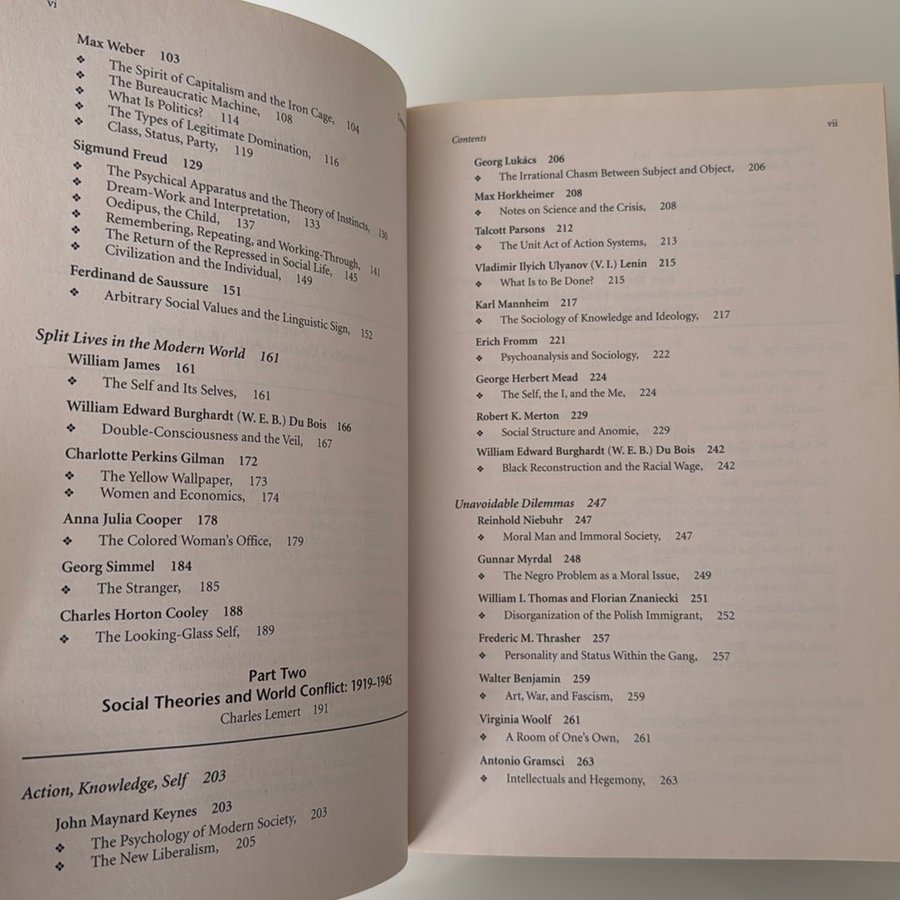 vi
Max Weber 103
❖ The Spirit of Capitalism and the Iron Cage, 104
❖ The Bureaucratic Machine, 108
❖ What Is Politics? 114
❖ The Types of Legitimate Domination, 116
❖ Class, Status, Party, 119
Sigmund Freud 129
❖ The Psychical Apparatus and the Theory of Instincts, 130
❖ Dream-Work and Interpretation, 133
❖ Oedipus, the Child, 137
❖ Remembering, Repeating, and Working-Through, 141
❖ The Return of the Repressed in Social Life, 145
❖ Civilization and the Individual, 149
Ferdinand de Saussure 151
❖ Arbitrary Social Values and the Linguistic Sign, 152
Split Lives in the Modern World 161
William James 161
❖ The Self and Its Selves, 161
William Edward Burghardt (W. E. B.) Du Bois 166
❖ Double-Consciousness and the Veil, 167
Charlotte Perkins Gilman 172
❖ The Yellow Wallpaper, 173
❖ Women and Economics, 174
Anna Julia Cooper 178
❖ The Colored Woman's Office, 179
Georg Simmel 184
❖ The Stranger, 185
Charles Horton Cooley 188
❖ The Looking-Glass Self, 189
Part Two
Social Theories and World Conflict: 1919–1945
Charles Lemert 191
Action, Knowledge, Self 203
John Maynard Keynes 203
❖ The Psychology of Modern Society, 203
❖ The New Liberalism, 205
Contents vii
Georg Lukács 206
❖ The Irrational Chasm Between Subject and Object, 206
Max Horkheimer 208
❖ Notes on Science and the Crisis, 208
Talcott Parsons 212
❖ The Unit Act of Action Systems, 213
Vladimir Ilyich Ulyanov (V. I.) Lenin 215
❖ What Is to Be Done? 215
Karl Mannheim 217
❖ The Sociology of Knowledge and Ideology, 217
Erich Fromm 221
❖ Psychoanalysis and Sociology, 222
George Herbert Mead 224
❖ The Self, the I, and the Me, 224
Robert K. Merton 229
❖ Social Structure and Anomie, 229
William Edward Burghardt (W. E. B.) Du Bois 242
❖ Black Reconstruction and the Racial Wage, 242
Unavoidable Dilemmas 247
Reinhold Niebuhr 247
❖ Moral Man and Immoral Society, 247
Gunnar Myrdal 248
❖ The Negro Problem as a Moral Issue, 249
William I. Thomas and Florian Znaniecki 251
❖ Disorganization of the Polish Immigrant, 252
Frederic M. Thrasher 257
❖ Personality and Status Within the Gang, 257
Walter Benjamin 259
❖ Art, War, and Fascism, 259
Virginia Woolf 261
❖ A Room of One's Own, 261
Antonio Gramsci 263
❖ Intellectuals and Hegemony, 263